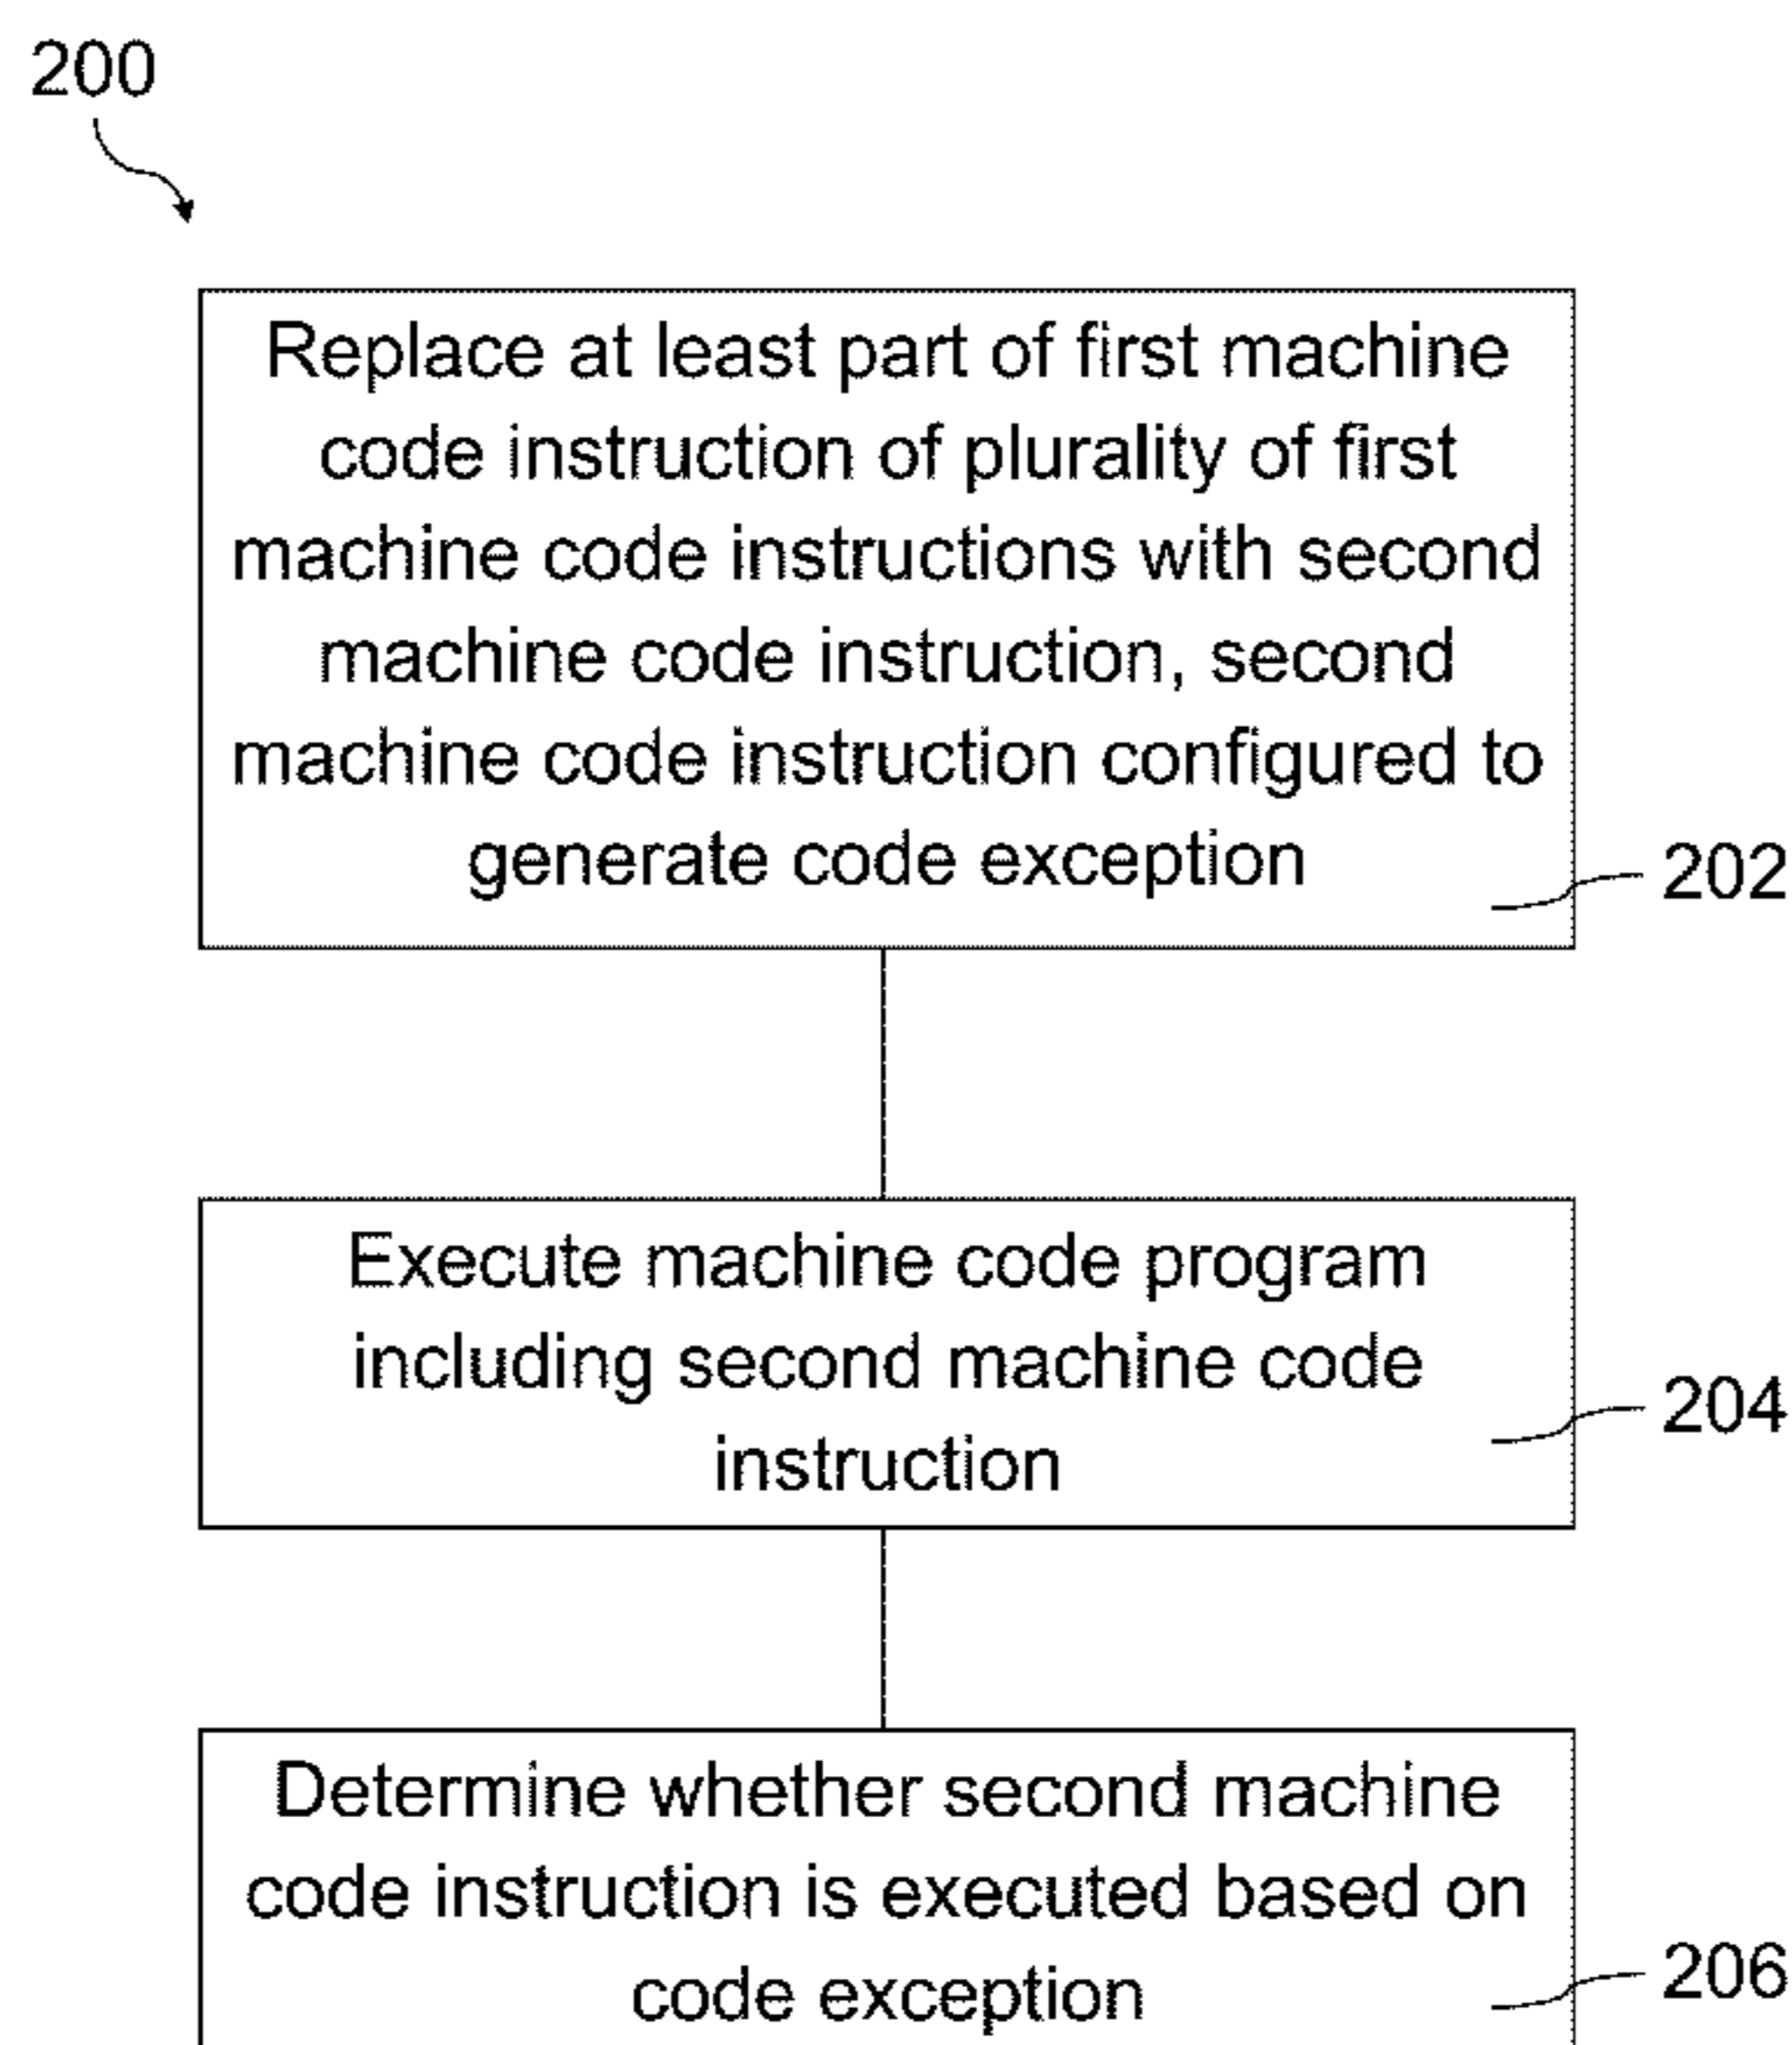 200
Replace at least part of first machine
code instruction of plurality of first
machine code instructions with second
machine code instruction, second
machine code instruction configured to
generate code exception
202
Execute machine code program
including second machine code
instruction
204
Determine whether second machine
code instruction is executed based on
code exception
206